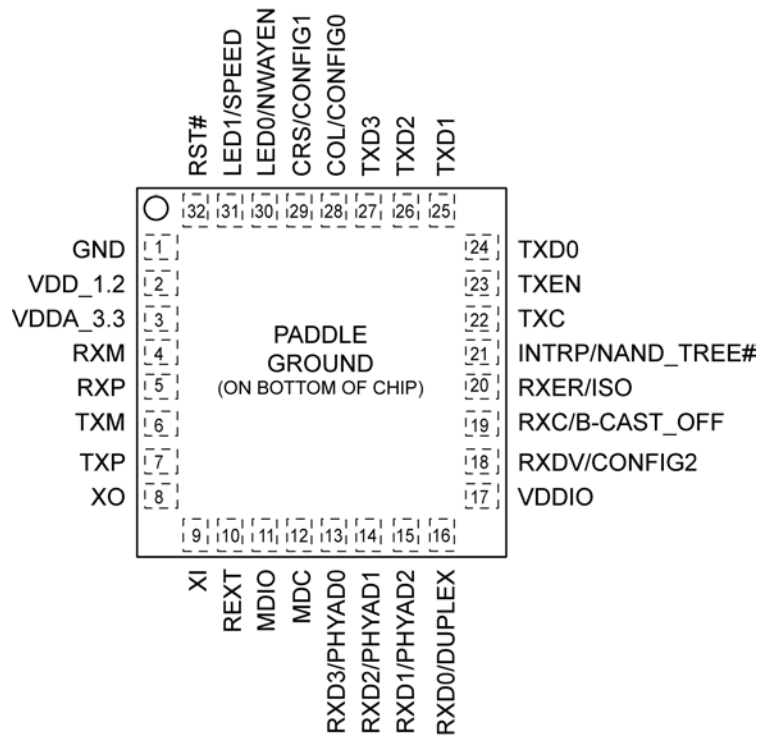 RST#
LED1/SPEED
LED0/NWAYEN
CRS/CONFIG1
COL/CONFIG0
TXD3
TXD2
TXD1
32 31 30 29 28 27 26 25
GND 1
VDD_1.2 2
VDDA_3.3 3
RXM 4
RXP 5
TXM 6
TXP 7
XO 8
PADDLE
GROUND
(ON BOTTOM OF CHIP)
24 TXD0
23 TXEN
22 TXC
21 INTRP/NAND_TREE#
20 RXER/ISO
19 RXC/B-CAST_OFF
18 RXDV/CONFIG2
17 VDDIO
9 10 11 12 13 14 15 16
XI
REXT
MDIO
MDC
RXD3/PHYAD0
RXD2/PHYAD1
RXD1/PHYAD2
RXD0/DUPLEX